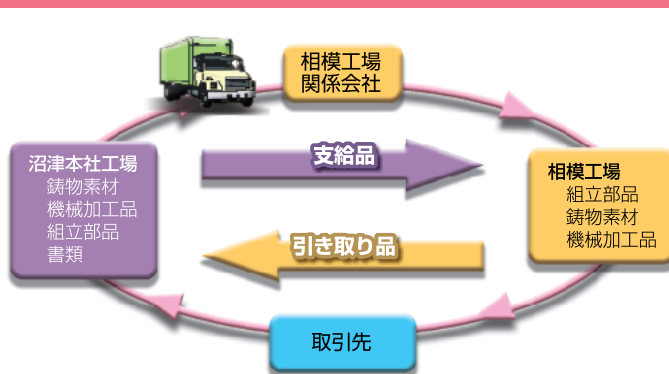 相模工場
関係会社
支給品
沼津本社工場
鋳物素材
機械加工品
組立部品
書類
相模工場
組立部品
鋳物素材
機械加工品
引き取り品
取引先